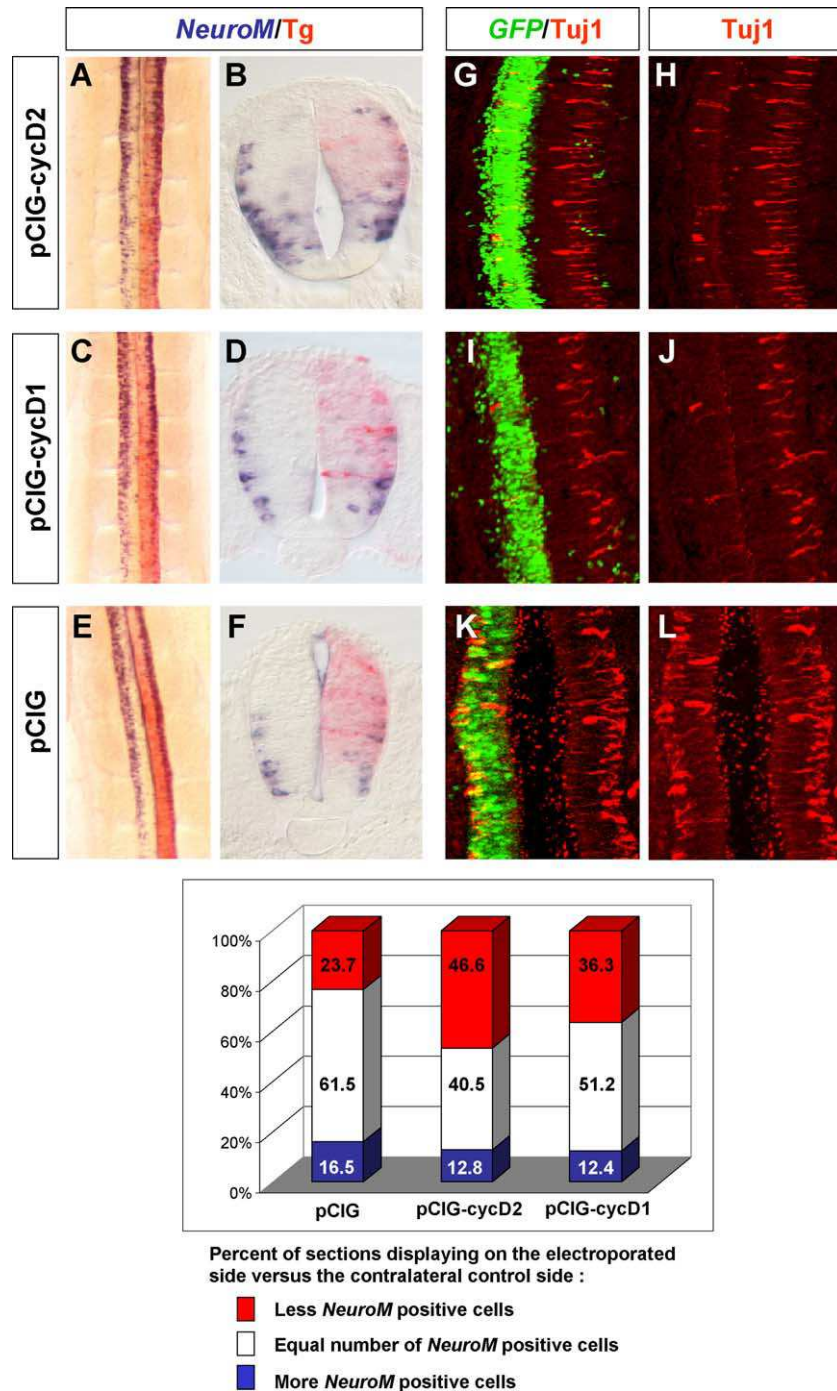 NeuroM/Tg
GFP/Tuj1
Tuj1
pCIG-cycD2
A
B
G
H
pCIG-cycD1
C
D
I
J
pCIG
E
F
K
L
100%
80%
60%
40%
20%
0%
23.7
46.6
36.3
61.5
40.5
51.2
16.5
12.8
12.4
pCIG
pCIG-cycD2
pCIG-cycD1
Percent of sections displaying on the electroporated
side versus the contralateral control side :
Less NeuroM positive cells
Equal number of NeuroM positive cells
More NeuroM positive cells